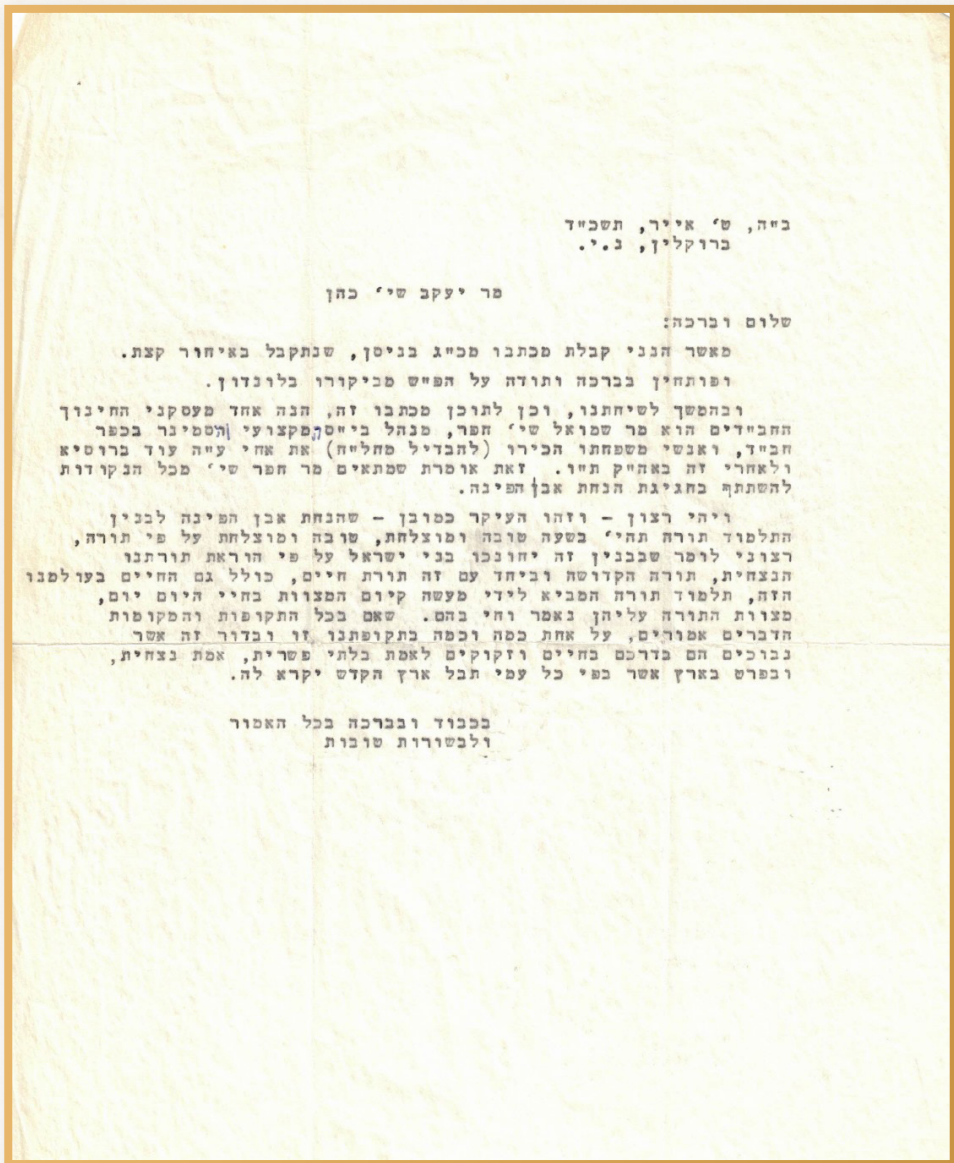 ב"ה, ט' אייר, תשכ"ד
ברוקלין, נ.י.
מר יעקב שי' כהן
שלום וברכה:
מאשר הנני קבלת מכתבו מכ"ג בניסן, שנתקבל באיחור קצת.
ופותחין בברכה ותודה על הפ"ש מביקורו בלונדון.
ובהמשך לשיחתנו, וכן לתוכן מכתבו זה, הנה אחד מעסקני החינוך
החב"דים הוא מר שמואל שי' חפר, מנהל בי"ס המקצועי והסמינר בכפר
חב"ד, ואנשי משפחתו הכירו (להבדיל מחל"ח) את אחי ע"ה עוד ברוסיא
ולאחרי זה באה"ק ת"ו. זאת אומרת שמתאים מר חפר שי' מכל הנקודות
להשתתף בחגיגת הנחת אבן הפינה.
ויהי רצון - וזהו העיקר כמובן - שהנחת אבן הפינה לבנין
התלמוד תורה תהי' בשעה טובה ומוצלחת, טובה ומוצלחת על פי תורה,
רצוני לומר שבבנין זה יחונכו בני ישראל על פי הוראת תורתנו
הנצחית, תורה הקדושה וביחד עם זה תורת חיים, כולל גם החיים בעולמנו
הזה, תלמוד תורה המביא לידי מעשה קיום המצוות בחיי היום יום,
מצוות התורה עליהן נאמר וחי בהם. שאם בכל התקופות והמקומות
הדברים אמורים, על אחת כמה וכמה בתקופתנו זו ובדור זה אשר
נבוכים הם בדרכם בחיים וזקוקים לאמת בלתי פשרית, אמת נצחית,
ובפרט בארץ אשר בפי כל עמי תבל ארץ הקדש יקרא לה.
בכבוד ובברכה בכל האמור
ולבשורות טובות